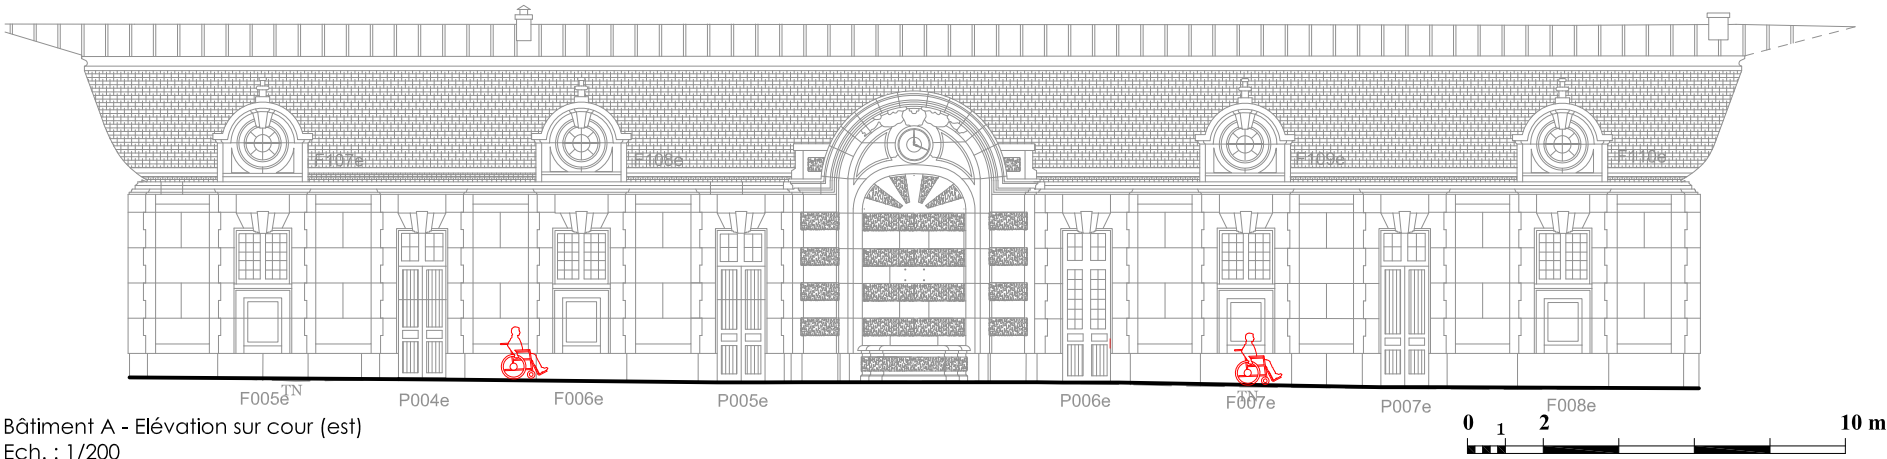 F107e F108e F109e F110e
F005e TN P004e F006e P005e P006e F007e TN P007e F008e
Bâtiment A - Elévation sur cour (est)
Ech. : 1/200
0 1 2 10 m